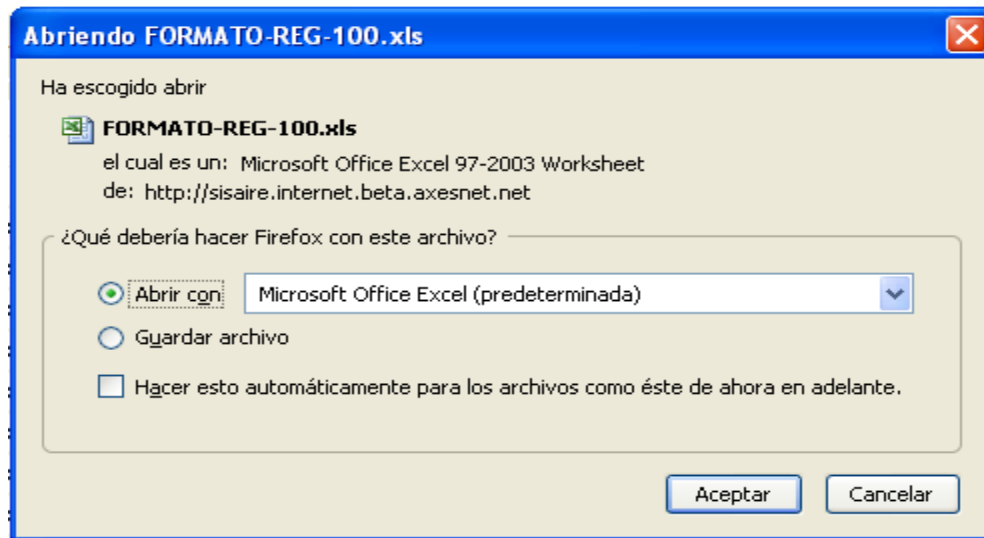 Abriendo FORMATO-REG-100.xls
Ha escogido abrir
FORMATO-REG-100.xls
el cual es un: Microsoft Office Excel 97-2003 Worksheet
de: http://sisaire.internet.beta.axesnet.net
¿Qué debería hacer Firefox con este archivo?
Abrir con Microsoft Office Excel (predeterminada)
Guardar archivo
Hacer esto automáticamente para los archivos como éste de ahora en adelante.
Aceptar Cancelar